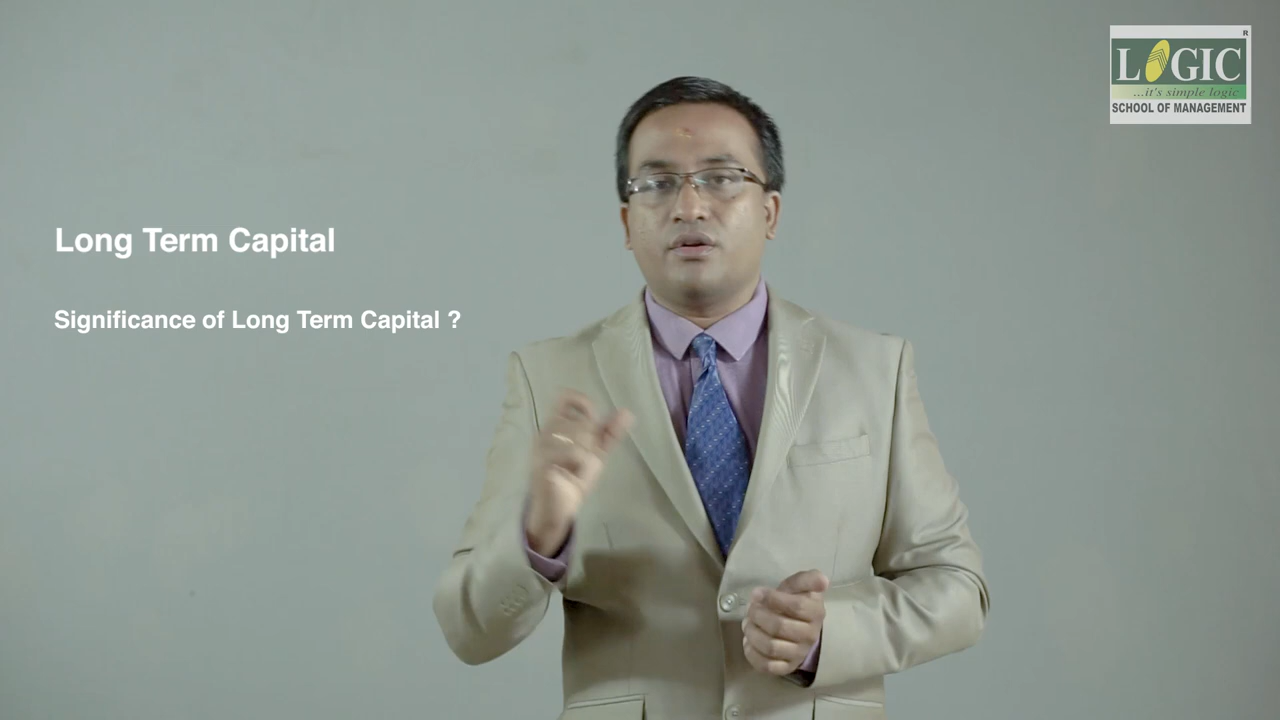 Long Term Capital
Significance of Long Term Capital ?
LOGIC
R
...it's simple logic
SCHOOL OF MANAGEMENT